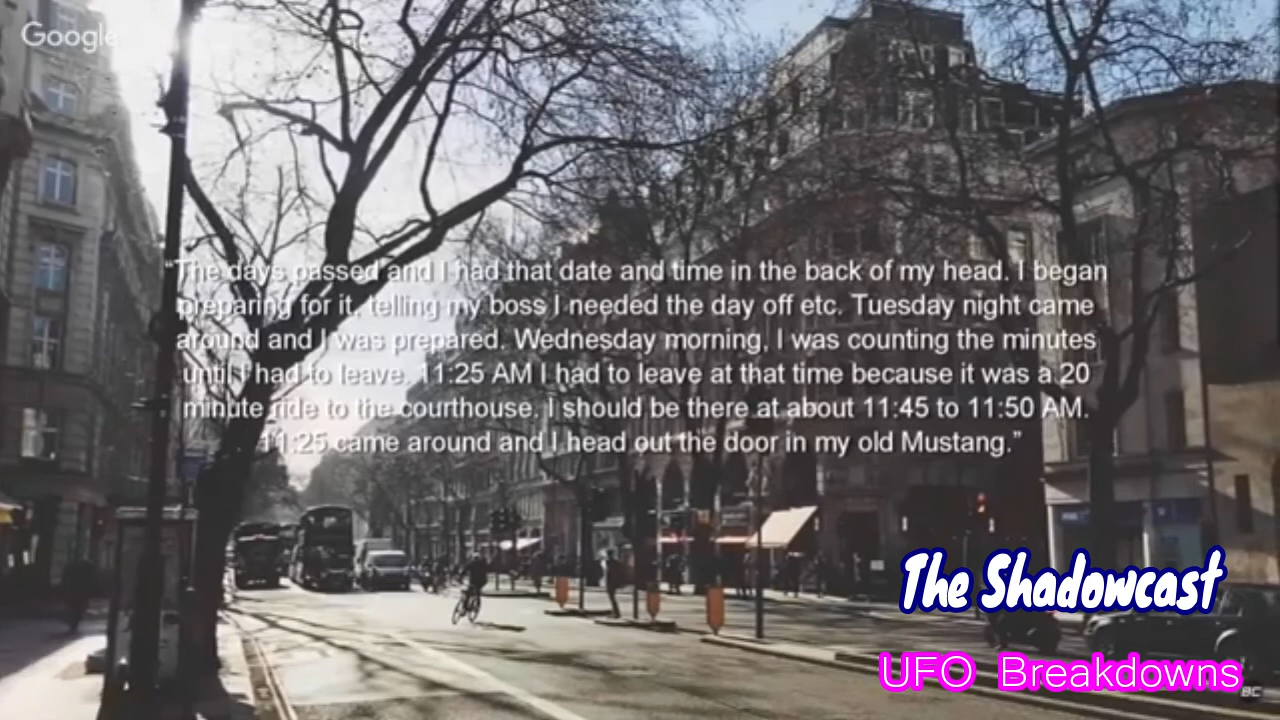 Google
“The days passed and I had that date and time in the back of my head. I began
preparing for it, telling my boss I needed the day off etc. Tuesday night came
around and I was prepared. Wednesday morning, I was counting the minutes
until I had to leave. 11:25 AM I had to leave at that time because it was a 20
minute ride to the courthouse. I should be there at about 11:45 to 11:50 AM.
11:25 came around and I head out the door in my old Mustang.”
The Shadowcast
UFO Breakdowns
BC